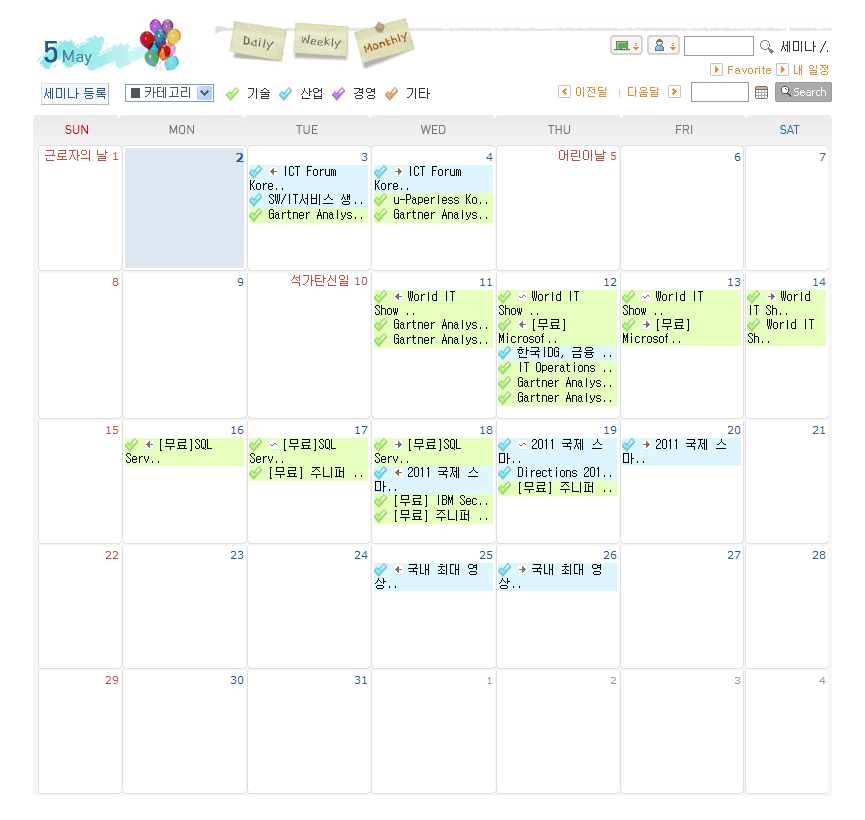 5 May
Daily
Weekly
Monthly
세미나 /.
Favorite 내 일정
세미나 등록
카테고리
기술 산업 경영 기타
이전달 | 다음달
Search
SUN MON TUE WED THU FRI SAT
근로자의 날 1
2
3
ICT Forum
Kore..
SW/IT서비스 생..
Gartner Analys..
4
ICT Forum
Kore..
u-Paperless Ko..
Gartner Analys..
어린이날 5
6
7
8
9
석가탄신일 10
11
World IT
Show ..
Gartner Analys..
Gartner Analys..
12
World IT
Show ..
[무료]
Microsof..
한국IDG, 금융 ..
IT Operations ..
Gartner Analys..
Gartner Analys..
13
World IT
Show ..
[무료]
Microsof..
14
World
IT Sh..
World IT
Sh..
15
16
[무료]SQL
Serv..
17
[무료]SQL
Serv..
[무료] 주니퍼 ..
18
[무료]SQL
Serv..
2011 국제 스
마..
[무료] IBM Sec..
[무료] 주니퍼 ..
19
2011 국제 스
마..
Directions 201..
[무료] 주니퍼 ..
20
2011 국제 스
마..
21
22
23
24
25
국내 최대 영
상..
26
국내 최대 영
상..
27
28
29
30
31
1
2
3
4